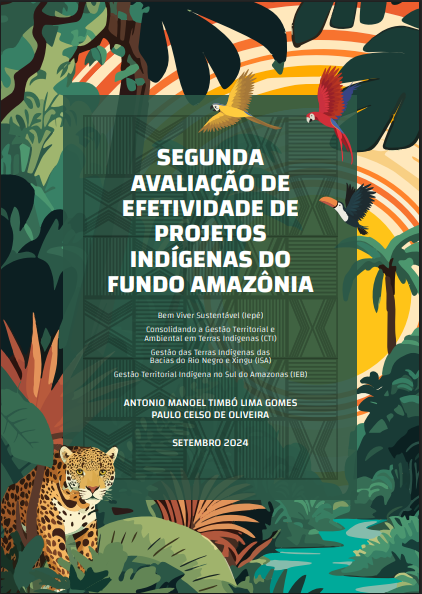 SEGUNDA
AVALIAÇÃO DE
EFETIVIDADE DE
PROJETOS
INDÍGENAS DO
FUNDO AMAZÔNIA
Bem Viver Sustentável (Iepé)
Consolidando a Gestão Territorial e
Ambiental em Terras Indígenas (CTI)
Gestão das Terras Indígenas das
Bacias do Rio Negro e Xingu (ISA)
Gestão Territorial Indígena no Sul do Amazonas (IEB)
ANTONIO MANOEL TIMBÓ LIMA GOMES
PAULO CELSO DE OLIVEIRA
SETEMBRO 2024